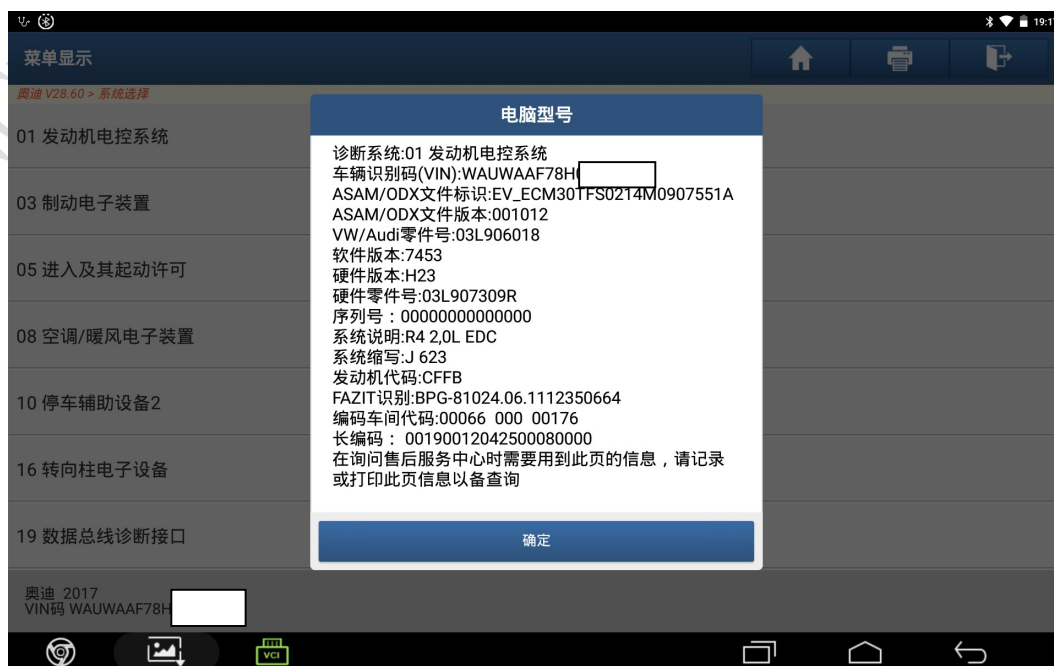 19:1
菜单显示
奥迪 V28.60 > 系统选择
01 发动机电控系统
03 制动电子装置
05 进入及其起动许可
08 空调/暖风电子装置
10 停车辅助设备2
16 转向柱电子设备
19 数据总线诊断接口
电脑型号
诊断系统:01 发动机电控系统
车辆识别码(VIN):WAUWAAF78H
ASAM/ODX文件标识:EV_ECM30TFS0214M0907551A
ASAM/ODX文件版本:001012
VW/Audi零件号:03L906018
软件版本:7453
硬件版本:H23
硬件零件号:03L907309R
序列号：00000000000000
系统说明:R4 2,0L EDC
系统缩写:J 623
发动机代码:CFFB
FAZIT识别:BPG-81024.06.1112350664
编码车间代码:00066 000 00176
长编码： 00190012042500080000
在询问售后服务中心时需要用到此页的信息，请记录
或打印此页信息以备查询
确定
奥迪 2017
VIN码 WAUWAAF78H
VCI